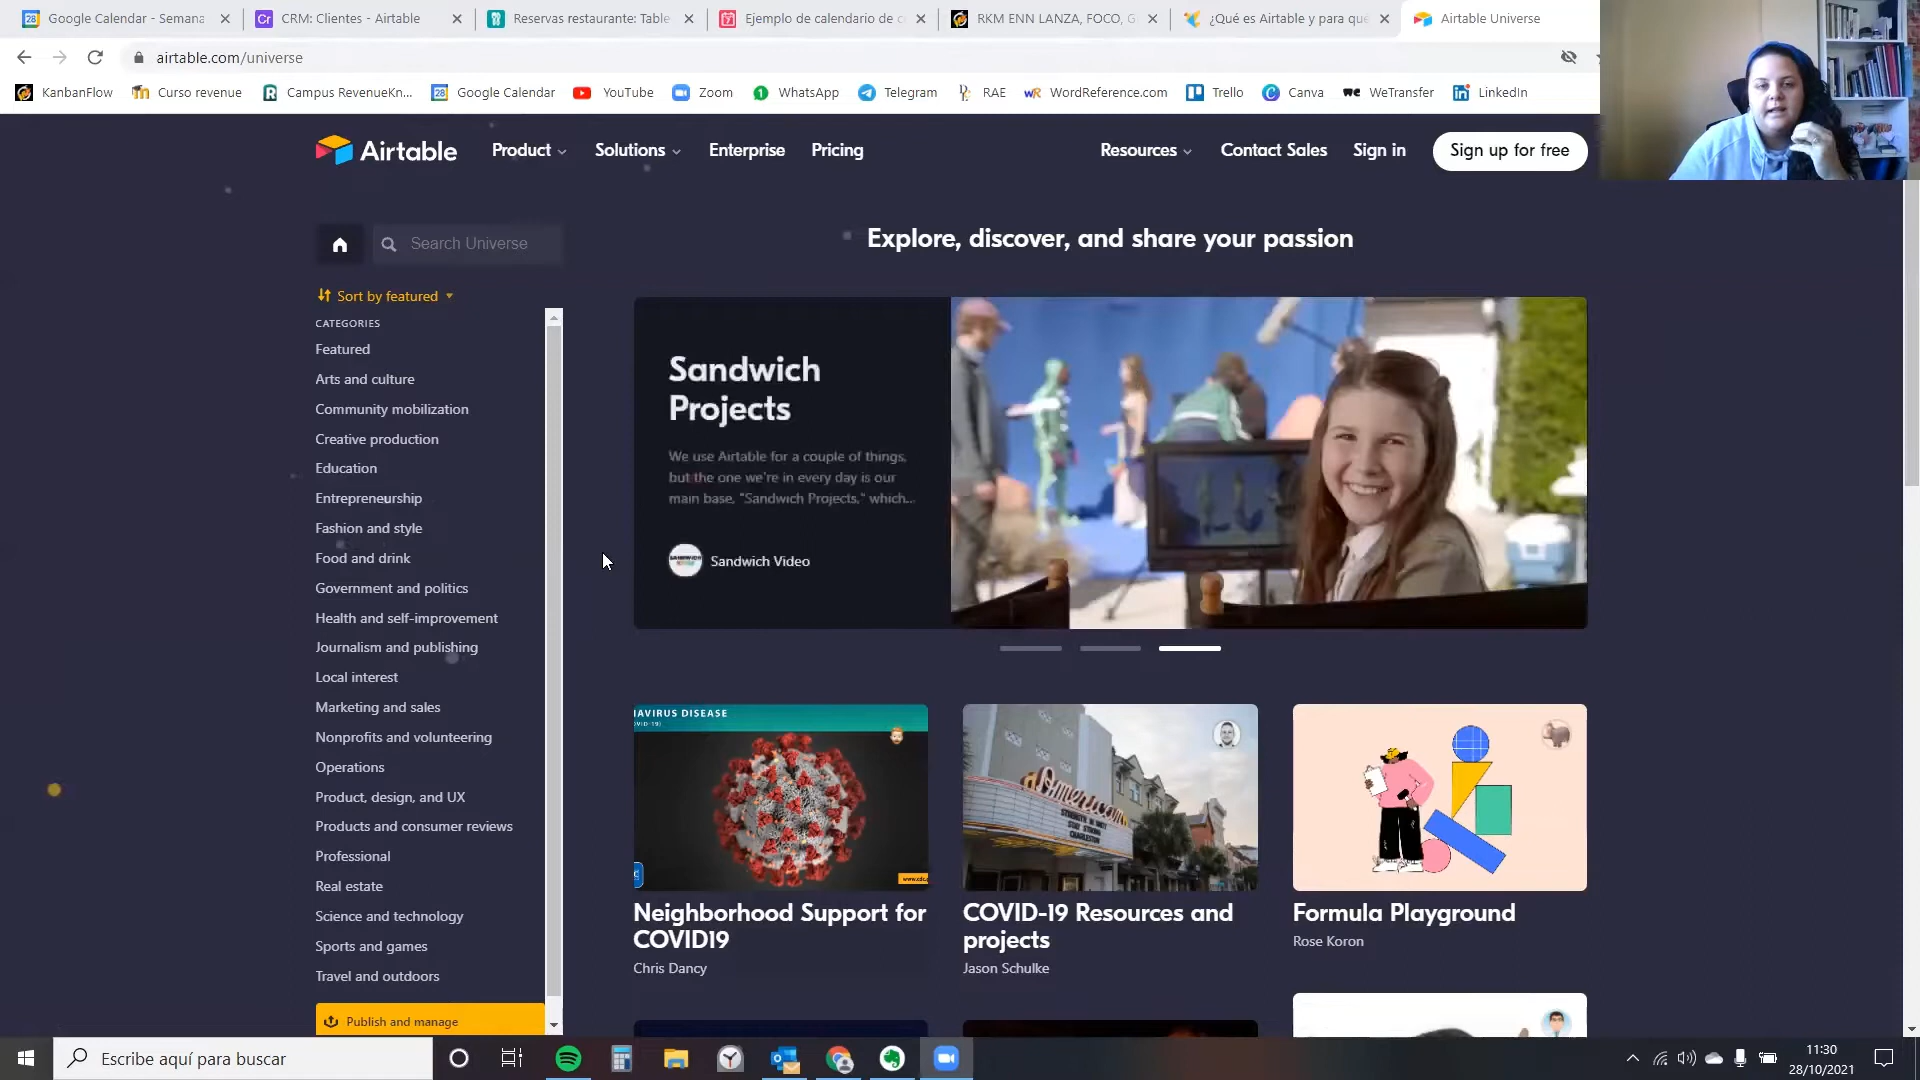 Google Calendar - Semana
CRM: Clientes - Airtable
Reservas restaurante: Table
Ejemplo de calendario de c
RKM ENN LANZA, FOCO, G
¿Qué es Airtable y para qué
Airtable Universe
airtable.com/universe
KanbanFlow
Curso revenue
Campus RevenueKn...
28
Google Calendar
YouTube
Zoom
WhatsApp
Telegram
RAE
WordReference.com
Trello
Canva
WeTransfer
LinkedIn
Airtable
Product
Solutions
Enterprise
Pricing
Resources
Contact Sales
Sign in
Sign up for free
Search Universe
Explore, discover, and share your passion
Sort by featured
CATEGORIES
Featured
Arts and culture
Community mobilization
Creative production
Education
Entrepreneurship
Fashion and style
Food and drink
Government and politics
Health and self-improvement
Journalism and publishing
Local interest
Marketing and sales
Nonprofits and volunteering
Operations
Product, design, and UX
Products and consumer reviews
Professional
Real estate
Science and technology
Sports and games
Travel and outdoors
Publish and manage
Sandwich
Projects
We use Airtable for a couple of things,
but the one we're in every day is our
main base, "Sandwich Projects," which...
Sandwich Video
NAVIRUS DISEASE
Neighborhood Support for
COVID19
Chris Dancy
COVID-19 Resources and
projects
Jason Schulke
Formula Playground
Rose Koron
Escribe aquí para buscar
11:30
28/10/2021